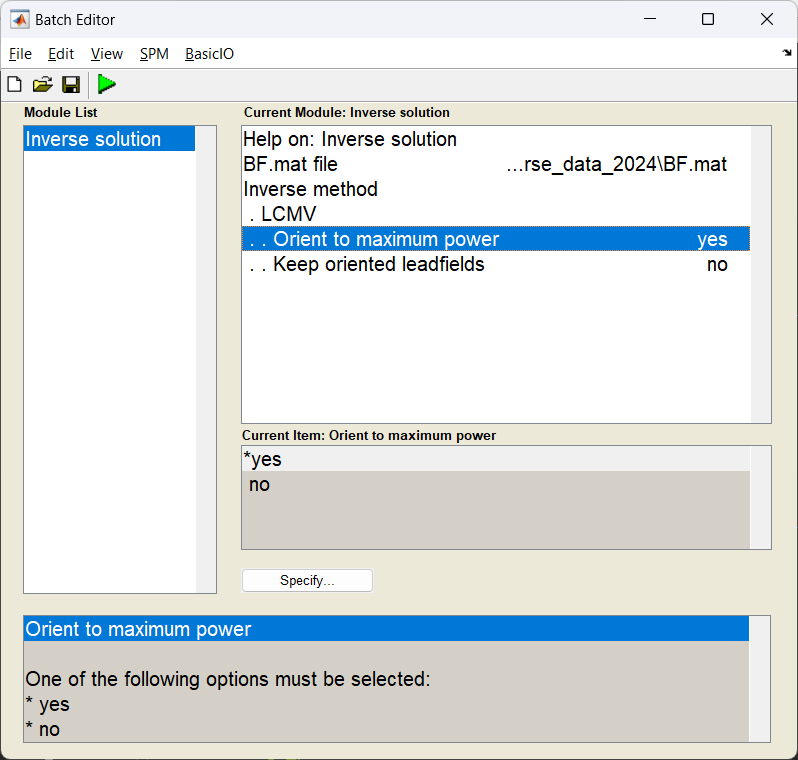 Batch Editor
File Edit View SPM BasicIO
Module List
Inverse solution
Current Module: Inverse solution
Help on: Inverse solution
BF.mat file ...rse_data_2024\BF.mat
Inverse method
. LCMV
. . Orient to maximum power yes
. . Keep oriented leadfields no
Current Item: Orient to maximum power
*yes
no
Specify...
Orient to maximum power
One of the following options must be selected:
* yes
* no